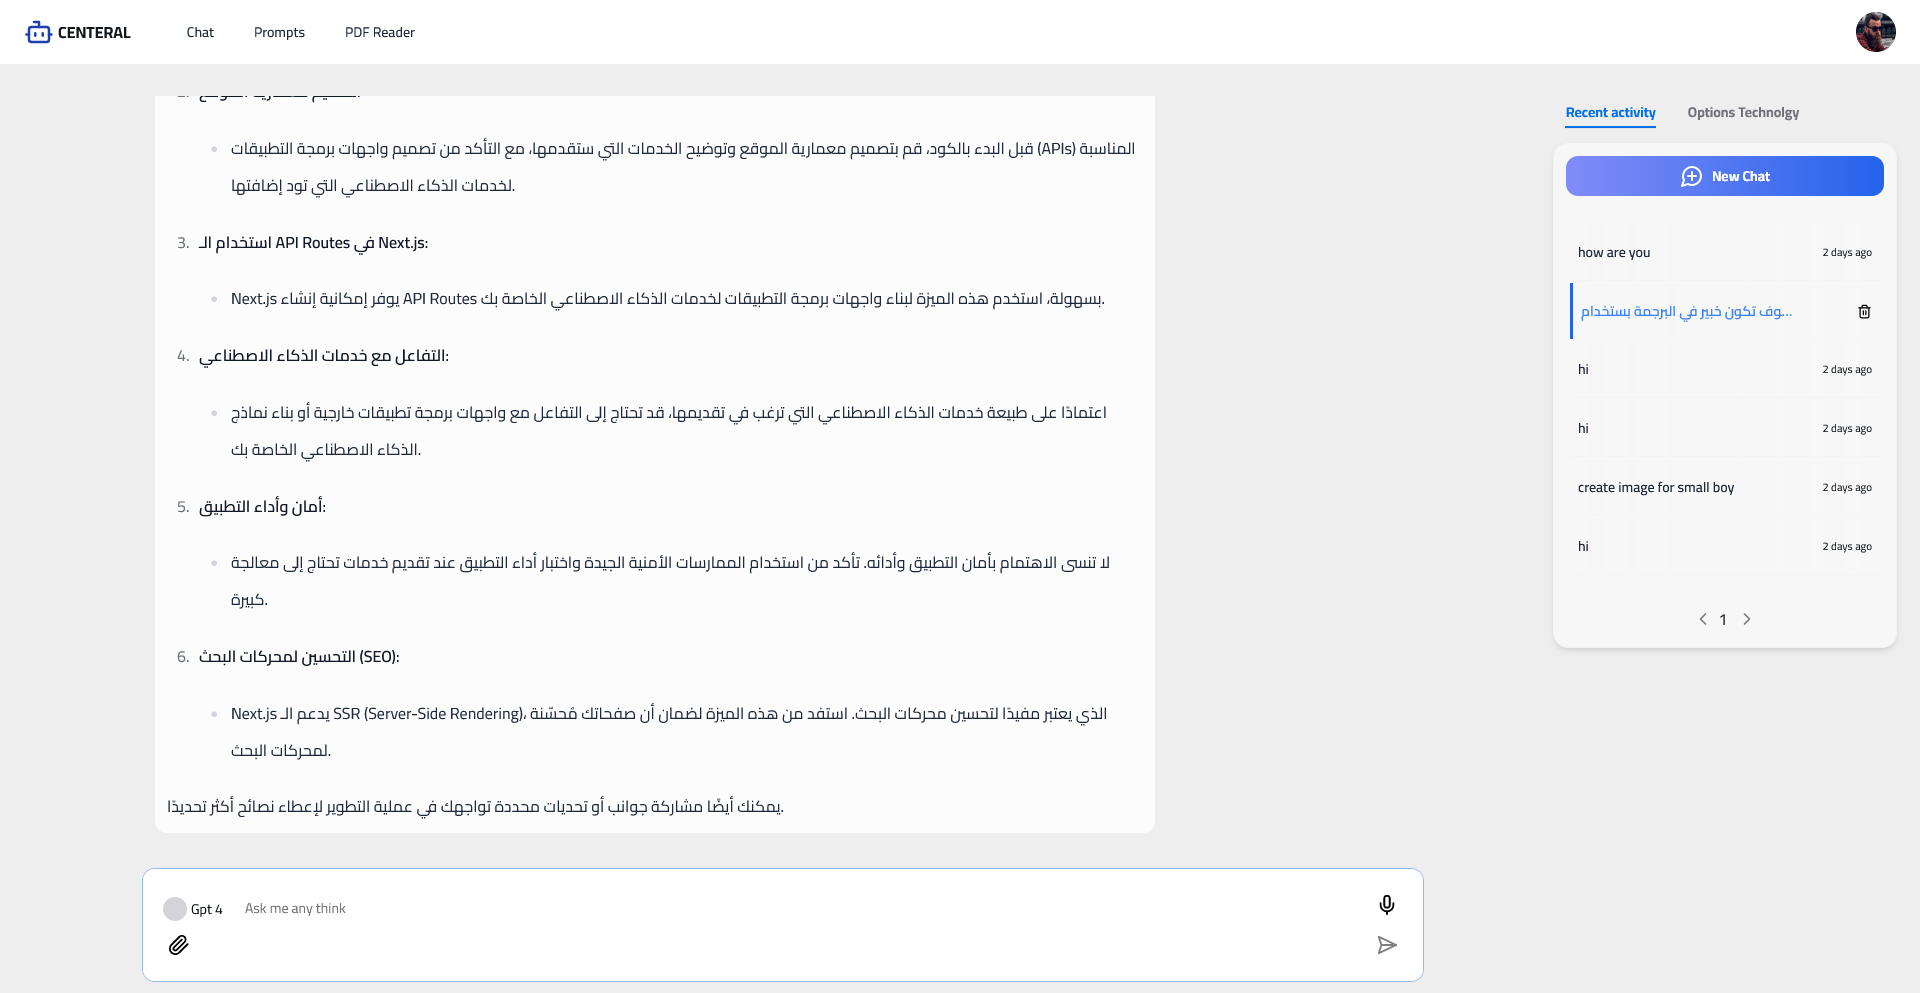 CENTERAL
Chat
Prompts
PDF Reader
المناسبة (APIs) قبل البدء بالكود، قم بتصميم معمارية الموقع وتوضيح الخدمات التي ستقدمها، مع التأكد من تصميم واجهات برمجة التطبيقات
لخدمات الذكاء الاصطناعي التي تود إضافتها.
3. استخدام الـ API Routes في Next.js:
Next.js يوفر إمكانية إنشاء API Routes بسهولة، استخدم هذه الميزة لبناء واجهات برمجة التطبيقات لخدمات الذكاء الاصطناعي الخاصة بك.
4. التفاعل مع خدمات الذكاء الاصطناعي:
اعتمادًا على طبيعة خدمات الذكاء الاصطناعي التي ترغب في تقديمها، قد تحتاج إلى التفاعل مع واجهات برمجة تطبيقات خارجية أو بناء نماذج
الذكاء الاصطناعي الخاصة بك.
5. أمان وأداء التطبيق:
لا تنسى الاهتمام بأمان التطبيق وأدائه. تأكد من استخدام الممارسات الأمنية الجيدة واختبار أداء التطبيق عند تقديم خدمات تحتاج إلى معالجة
كبيرة.
6. التحسين لمحركات البحث (SEO):
Next.js يدعم الـ SSR (Server-Side Rendering)، الذي يعتبر مفيدًا لتحسين محركات البحث. استفد من هذه الميزة لضمان أن صفحاتك مُحسّنة
لمحركات البحث.
يمكنك أيضًا مشاركة جوانب أو تحديات محددة تواجهك في عملية التطوير لإعطاء نصائح أكثر تحديدًا.
Gpt 4
Ask me any think
Recent activity
Options Technolgy
New Chat
how are you 2 days ago
...وف تكون خبير في البرجمة بستخدام
hi 2 days ago
hi 2 days ago
create image for small boy 2 days ago
hi 2 days ago
1